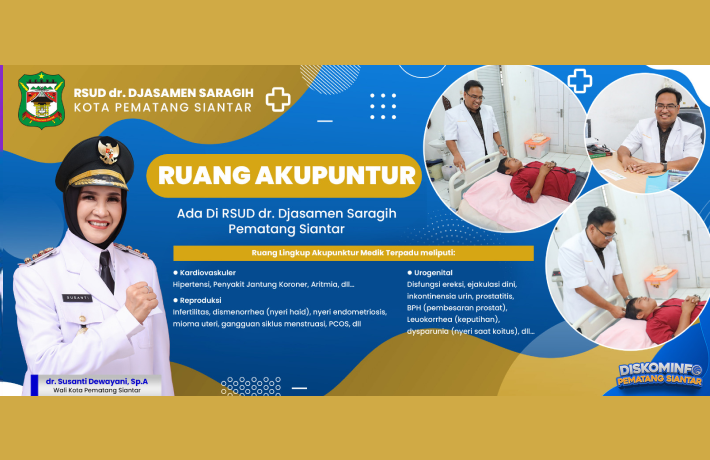 RSUD dr. DJASAMEN SARAGIH
KOTA PEMATANG SIANTAR
RUANG AKUPUNTUR
Ada Di RSUD dr. Djasamen Saragih
Pematang Siantar
Ruang Lingkup Akupunktur Medik Terpadu meliputi:
● Kardiovaskuler
Hipertensi, Penyakit Jantung Koroner, Aritmia, dll...
● Reproduksi
Infertilitas, dismenorrhea (nyeri haid), nyeri endometriosis,
mioma uteri, gangguan siklus menstruasi, PCOS, dll
● Urogenital
Disfungsi ereksi, ejakulasi dini,
inkontinensia urin, prostatitis,
BPH (pembesaran prostat),
Leuokorrhea (keputihan),
dysparunia (nyeri saat koitus), dll...
SUSANTI
dr. Susanti Dewayani, Sp.A
Wali Kota Pematang Siantar
DISKOMINFO
PEMATANG SIANTAR